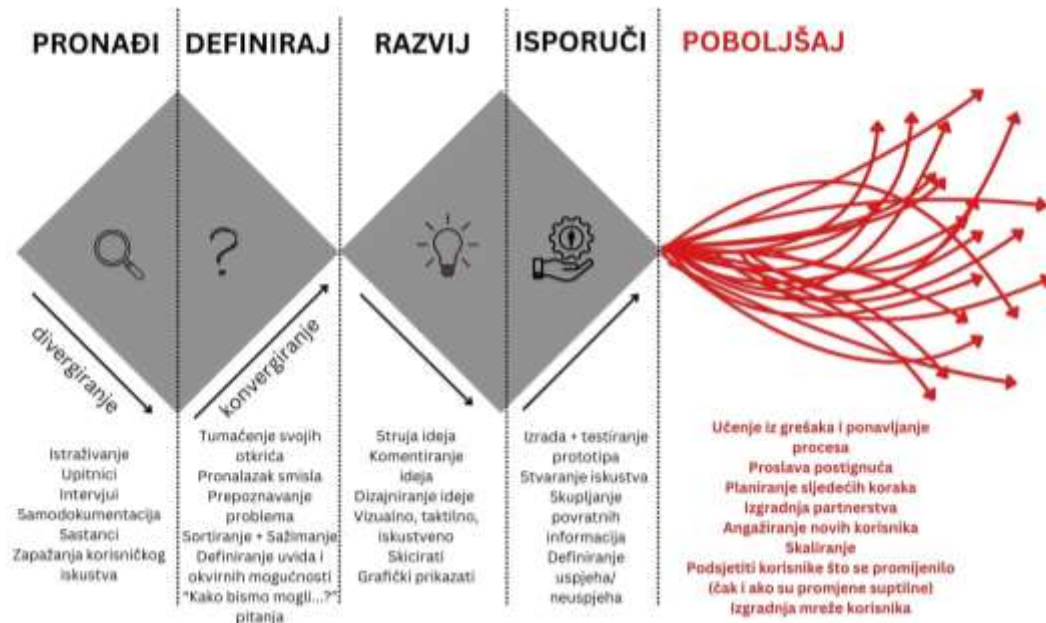 PRONAĐI
DEFINIRAJ
RAZVIJ
ISPORUČI
POBOLJŠAJ
divergiranje
konvergiranje
Istraživanje
Upitnici
Intervjui
Samodokumentacija
Sastanci
Zapažanja korisničkog
iskustva
Tumačenje svojih
otkrića
Pronalazak smisla
Prepoznavanje
problema
Sortiranje + Sažimanje
Definiranje uvida i
okvirnih mogućnosti
"Kako bismo mogli...?"
pitanja
Struja ideja
Komentiranje
ideja
Dizajniranje ideje
Vizualno, taktilno,
iskustveno
Skicirati
Grafički prikazati
Izrada + testiranje
prototipa
Stvaranje iskustva
Skupljanje
povratnih
informacija
Definiranje
uspjeha/
neuspjeha
Učenje iz grešaka i ponavljanje
procesa
Proslava postignuća
Planiranje sljedećih koraka
Izgradnja partnerstva
Angažiranje novih korisnika
Skaliranje
Podsjetiti korisnike što se promijenilo
(čak i ako su promjene suptilne)
Izgradnja mreže korisnika